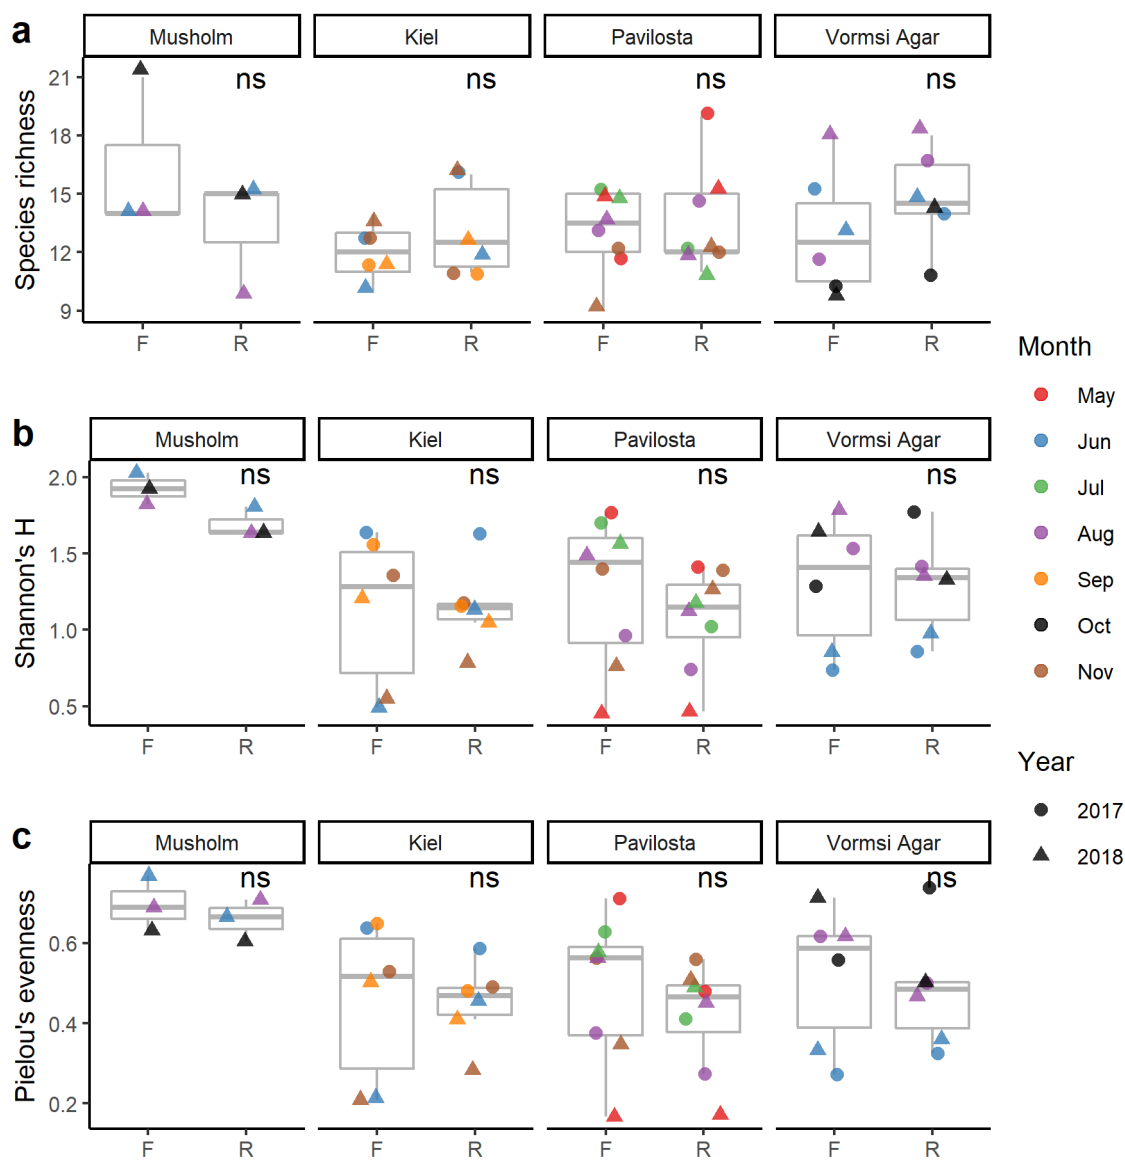 a
Musholm Kiel Pavilosta Vormsi Agar
Species richness
21
18
15
12
9
ns ns ns ns
F R F R F R F R
b
Musholm Kiel Pavilosta Vormsi Agar
Shannon's H
2.0
1.5
1.0
0.5
ns ns ns ns
F R F R F R F R
c
Musholm Kiel Pavilosta Vormsi Agar
Pielou's evenness
0.6
0.4
0.2
ns ns ns ns
F R F R F R F R
Month
May
Jun
Jul
Aug
Sep
Oct
Nov
Year
2017
2018